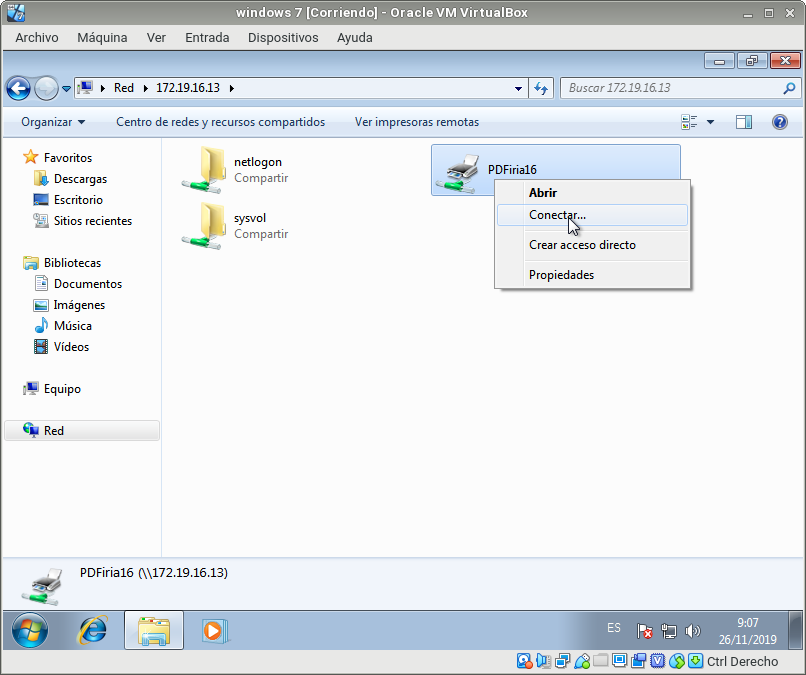 windows 7 [Corriendo] - Oracle VM VirtualBox
Archivo Máquina Ver Entrada Dispositivos Ayuda
Red 172.19.16.13
Buscar 172.19.16.13
Organizar Centro de redes y recursos compartidos Ver impresoras remotas
Favoritos
Descargas
Escritorio
Sitios recientes
Bibliotecas
Documentos
Imágenes
Música
Vídeos
Equipo
Red
netlogon
Compartir
sysvol
Compartir
PDFiria16
Abrir
Conectar...
Crear acceso directo
Propiedades
PDFiria16 (\\172.19.16.13)
ES
9:07
26/11/2019
Ctrl Derecho